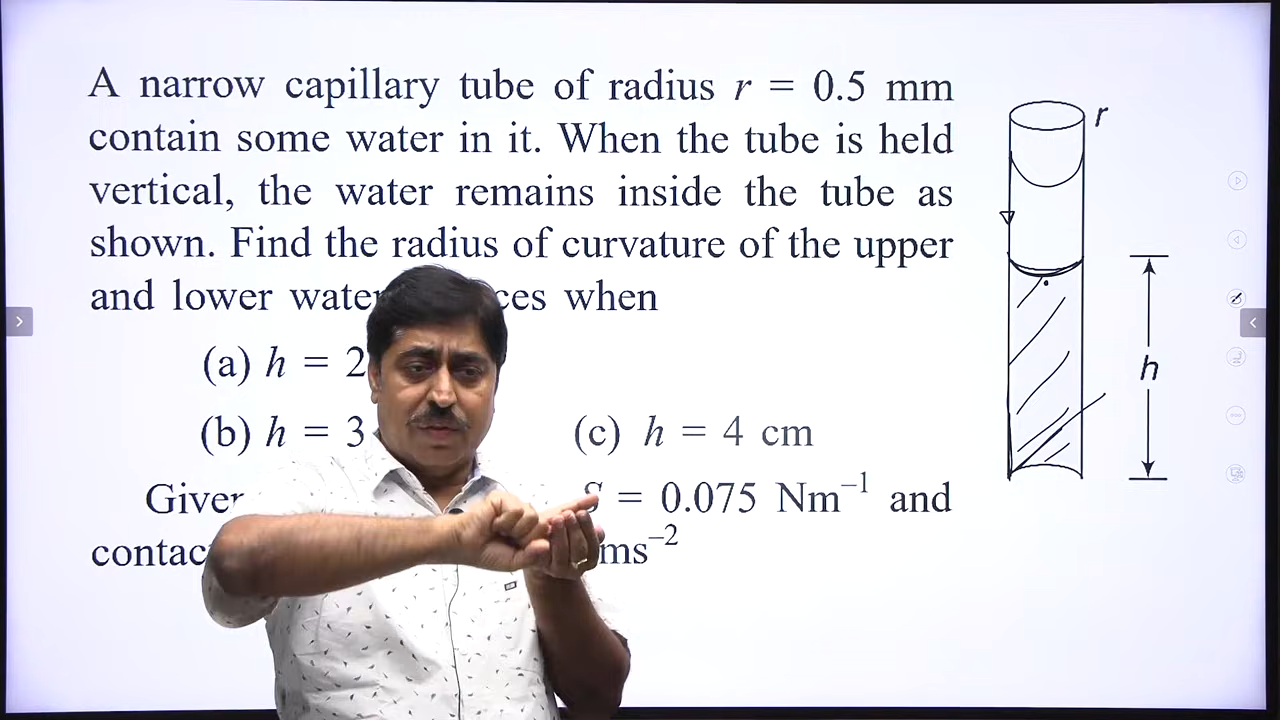 A narrow capillary tube of radius r = 0.5 mm
contain some water in it. When the tube is held
vertical, the water remains inside the tube as
shown. Find the radius of curvature of the upper
and lower when
(a) h = 2
(b) h = 3 (c) h = 4 cm
S = 0.075 Nm⁻¹ and
ms⁻²
r
h